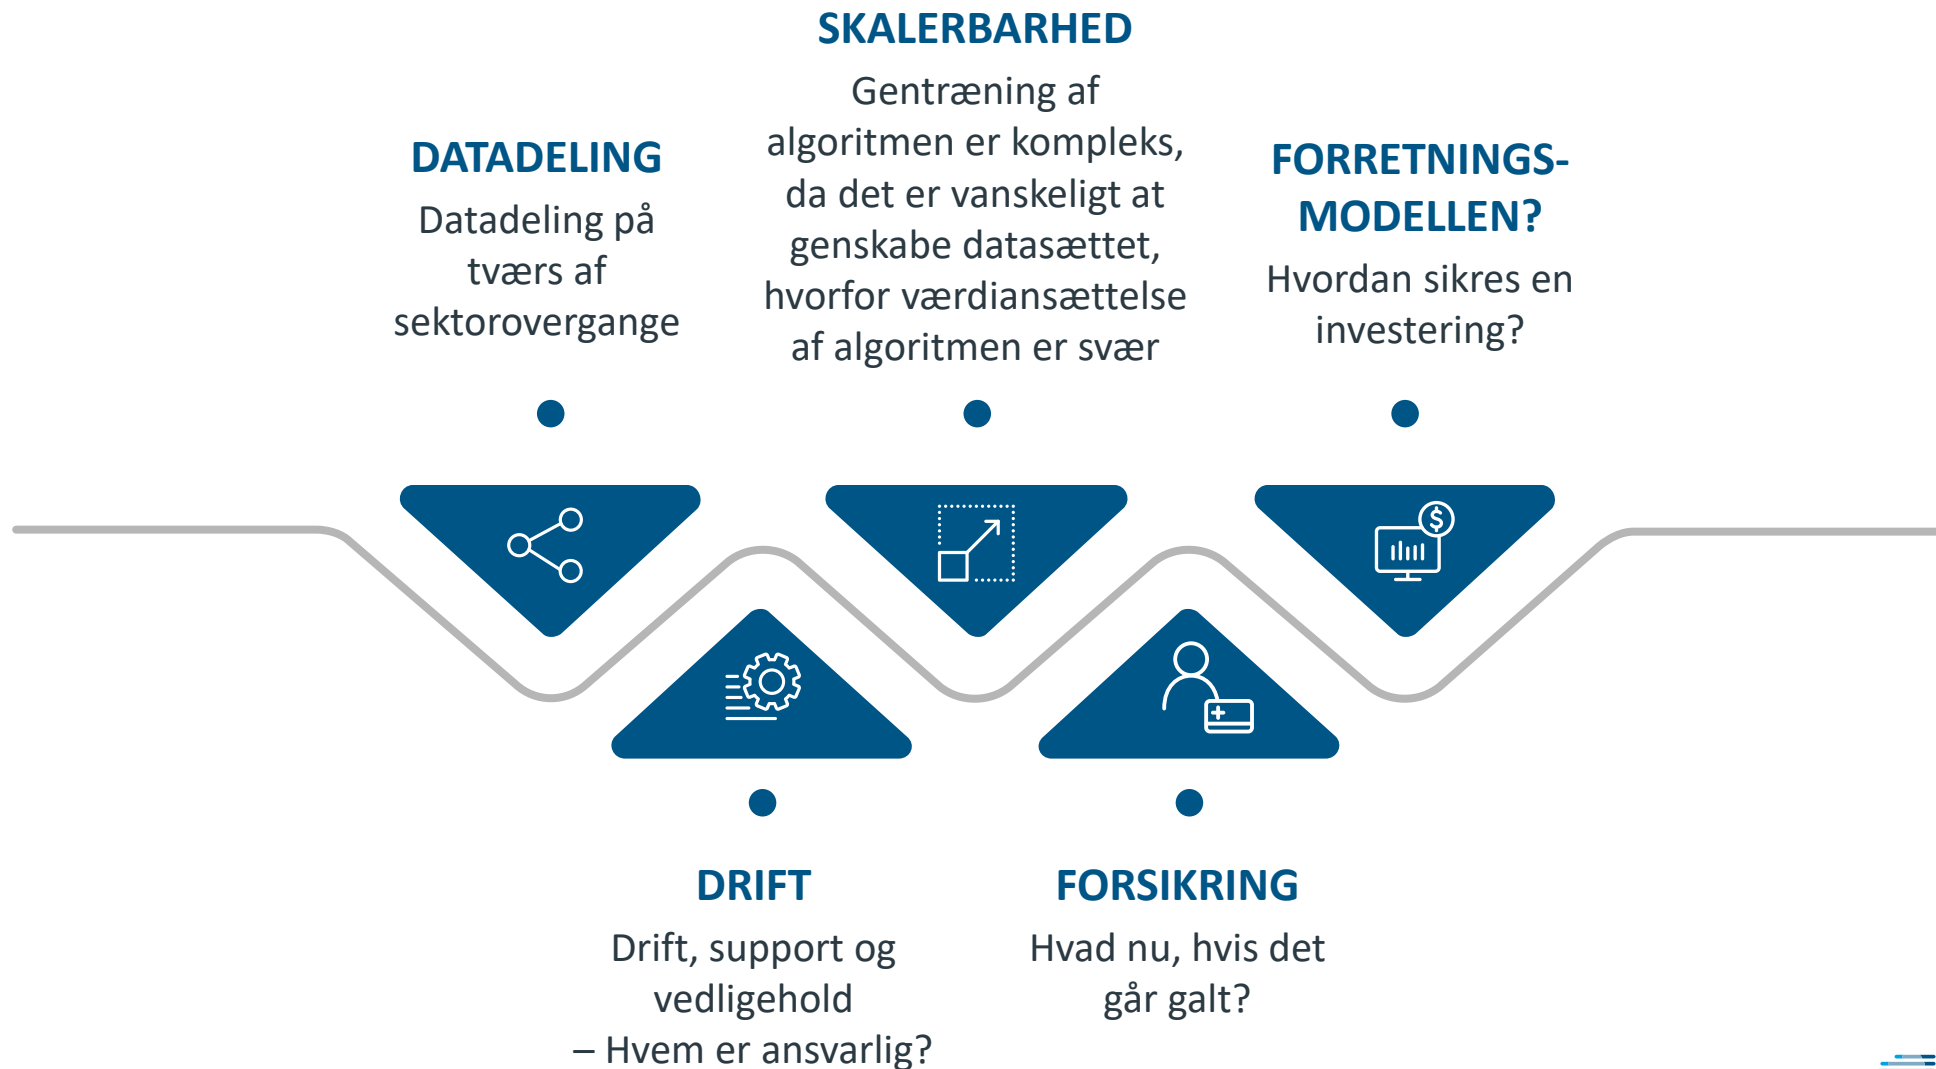 DATADELING
Datadeling på
tværs af
sektorovergange
DRIFT
Drift, support og
vedligehold
– Hvem er ansvarlig?
SKALERBARHED
Gentræning af
algoritmen er kompleks,
da det er vanskeligt at
genskabe datasættet,
hvorfor værdiansættelse
af algoritmen er svær
FORSIKRING
Hvad nu, hvis det
går galt?
FORRETNINGS-
MODELLEN?
Hvordan sikres en
investering?
$